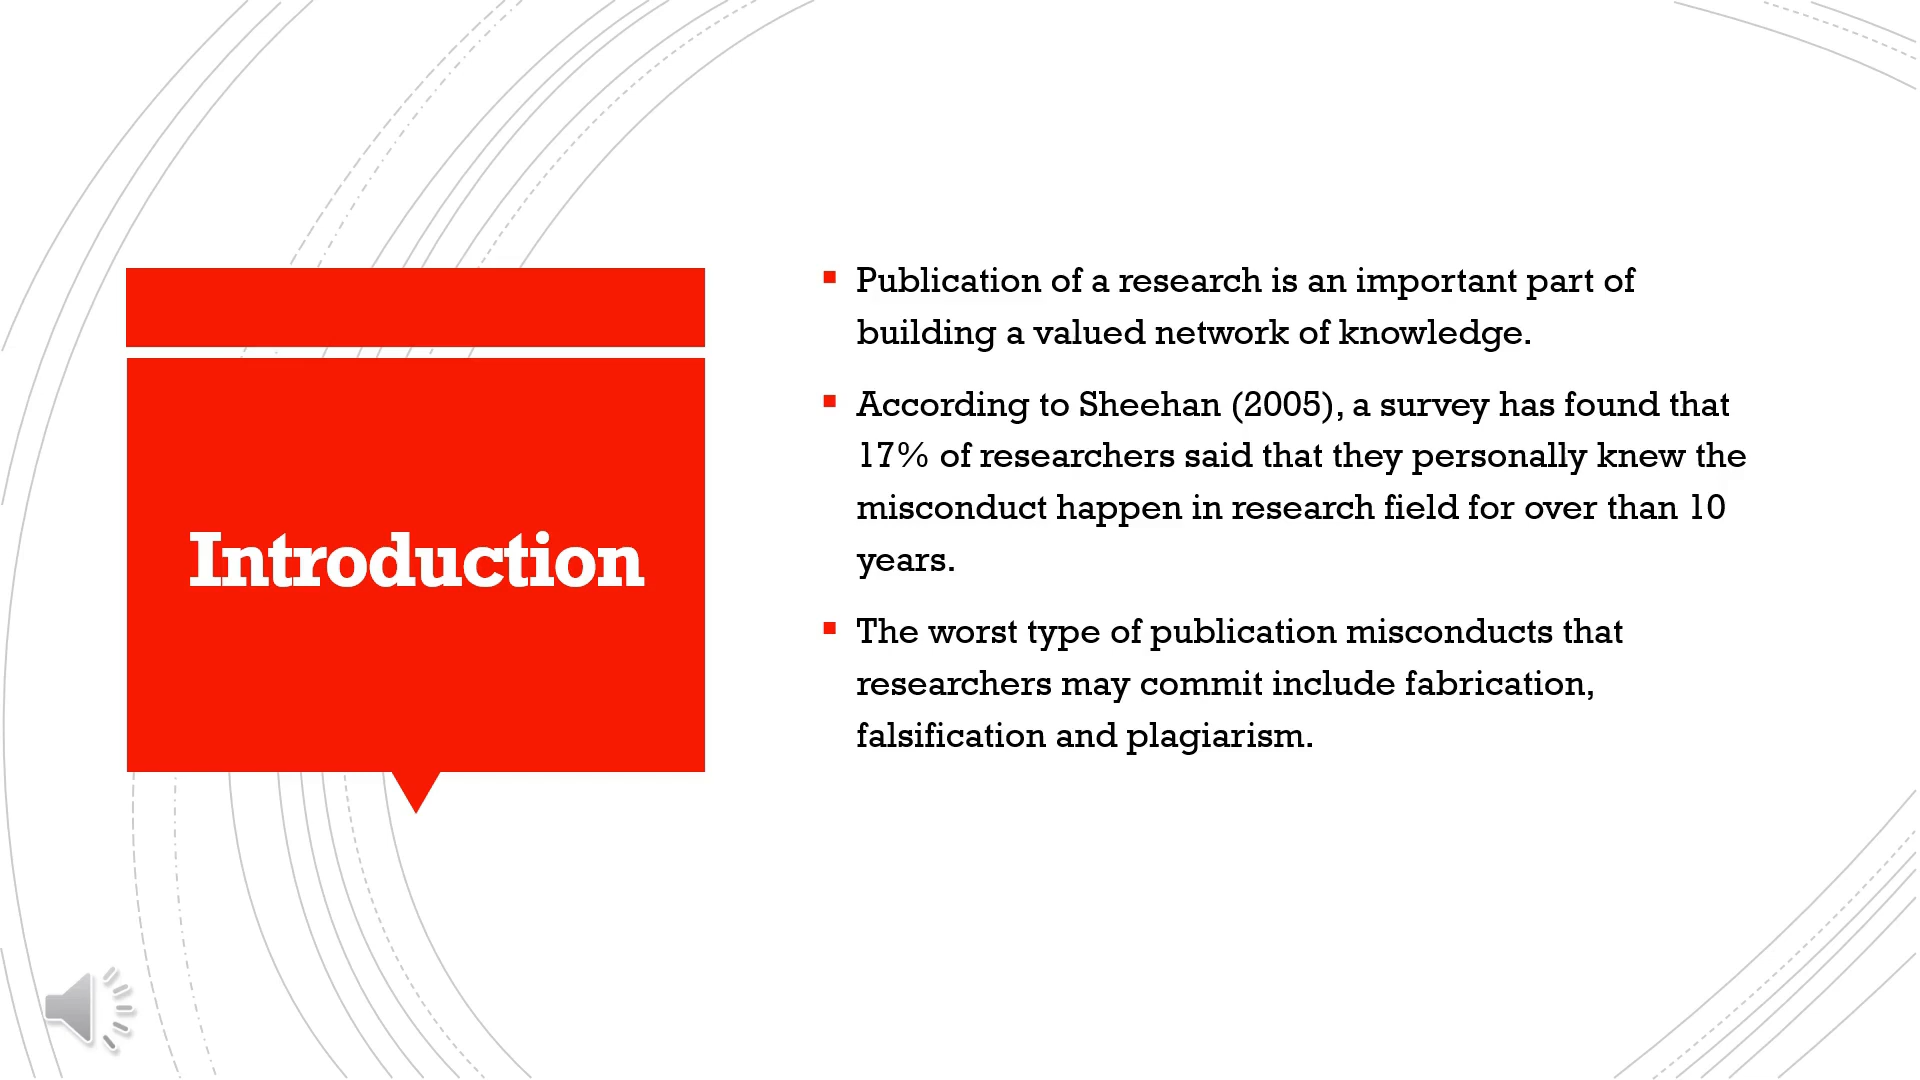 Introduction
Publication of a research is an important part of
building a valued network of knowledge.
According to Sheehan (2005), a survey has found that
17% of researchers said that they personally knew the
misconduct happen in research field for over than 10
years.
The worst type of publication misconducts that
researchers may commit include fabrication,
falsification and plagiarism.